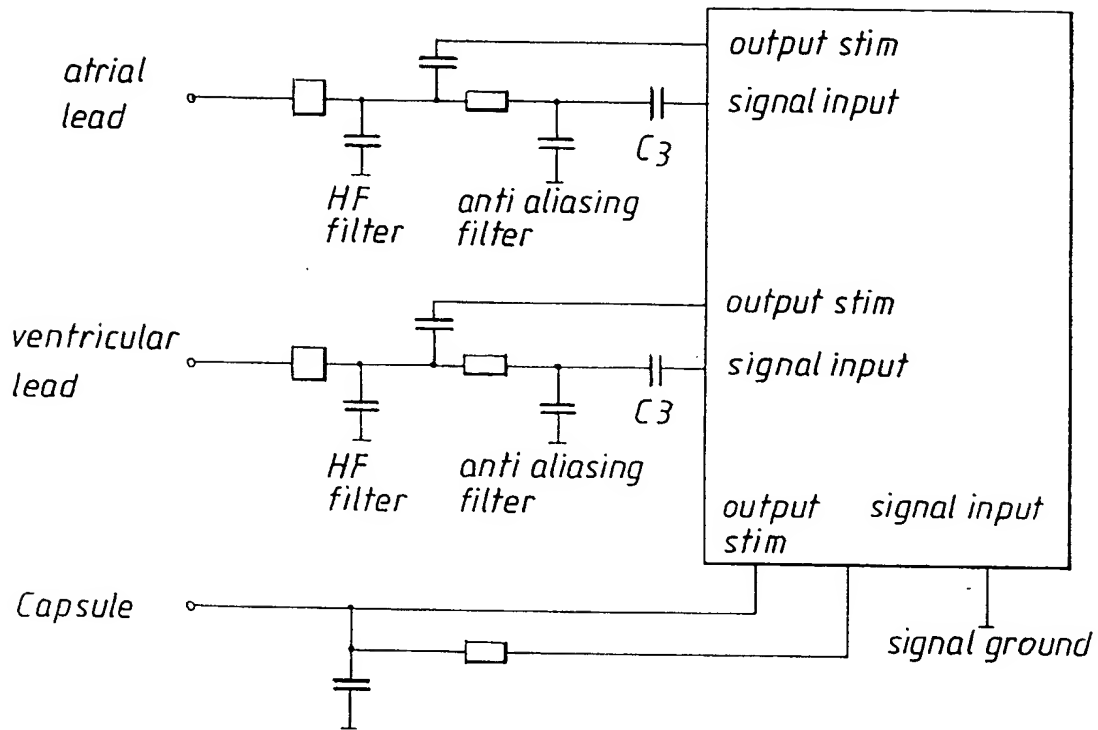 output stim
atrial
lead
signal input
C3
HF
filter
anti aliasing
filter
output stim
ventricular
lead
signal input
C3
HF
filter
anti aliasing
filter
output
stim
signal input
Capsule
signal ground